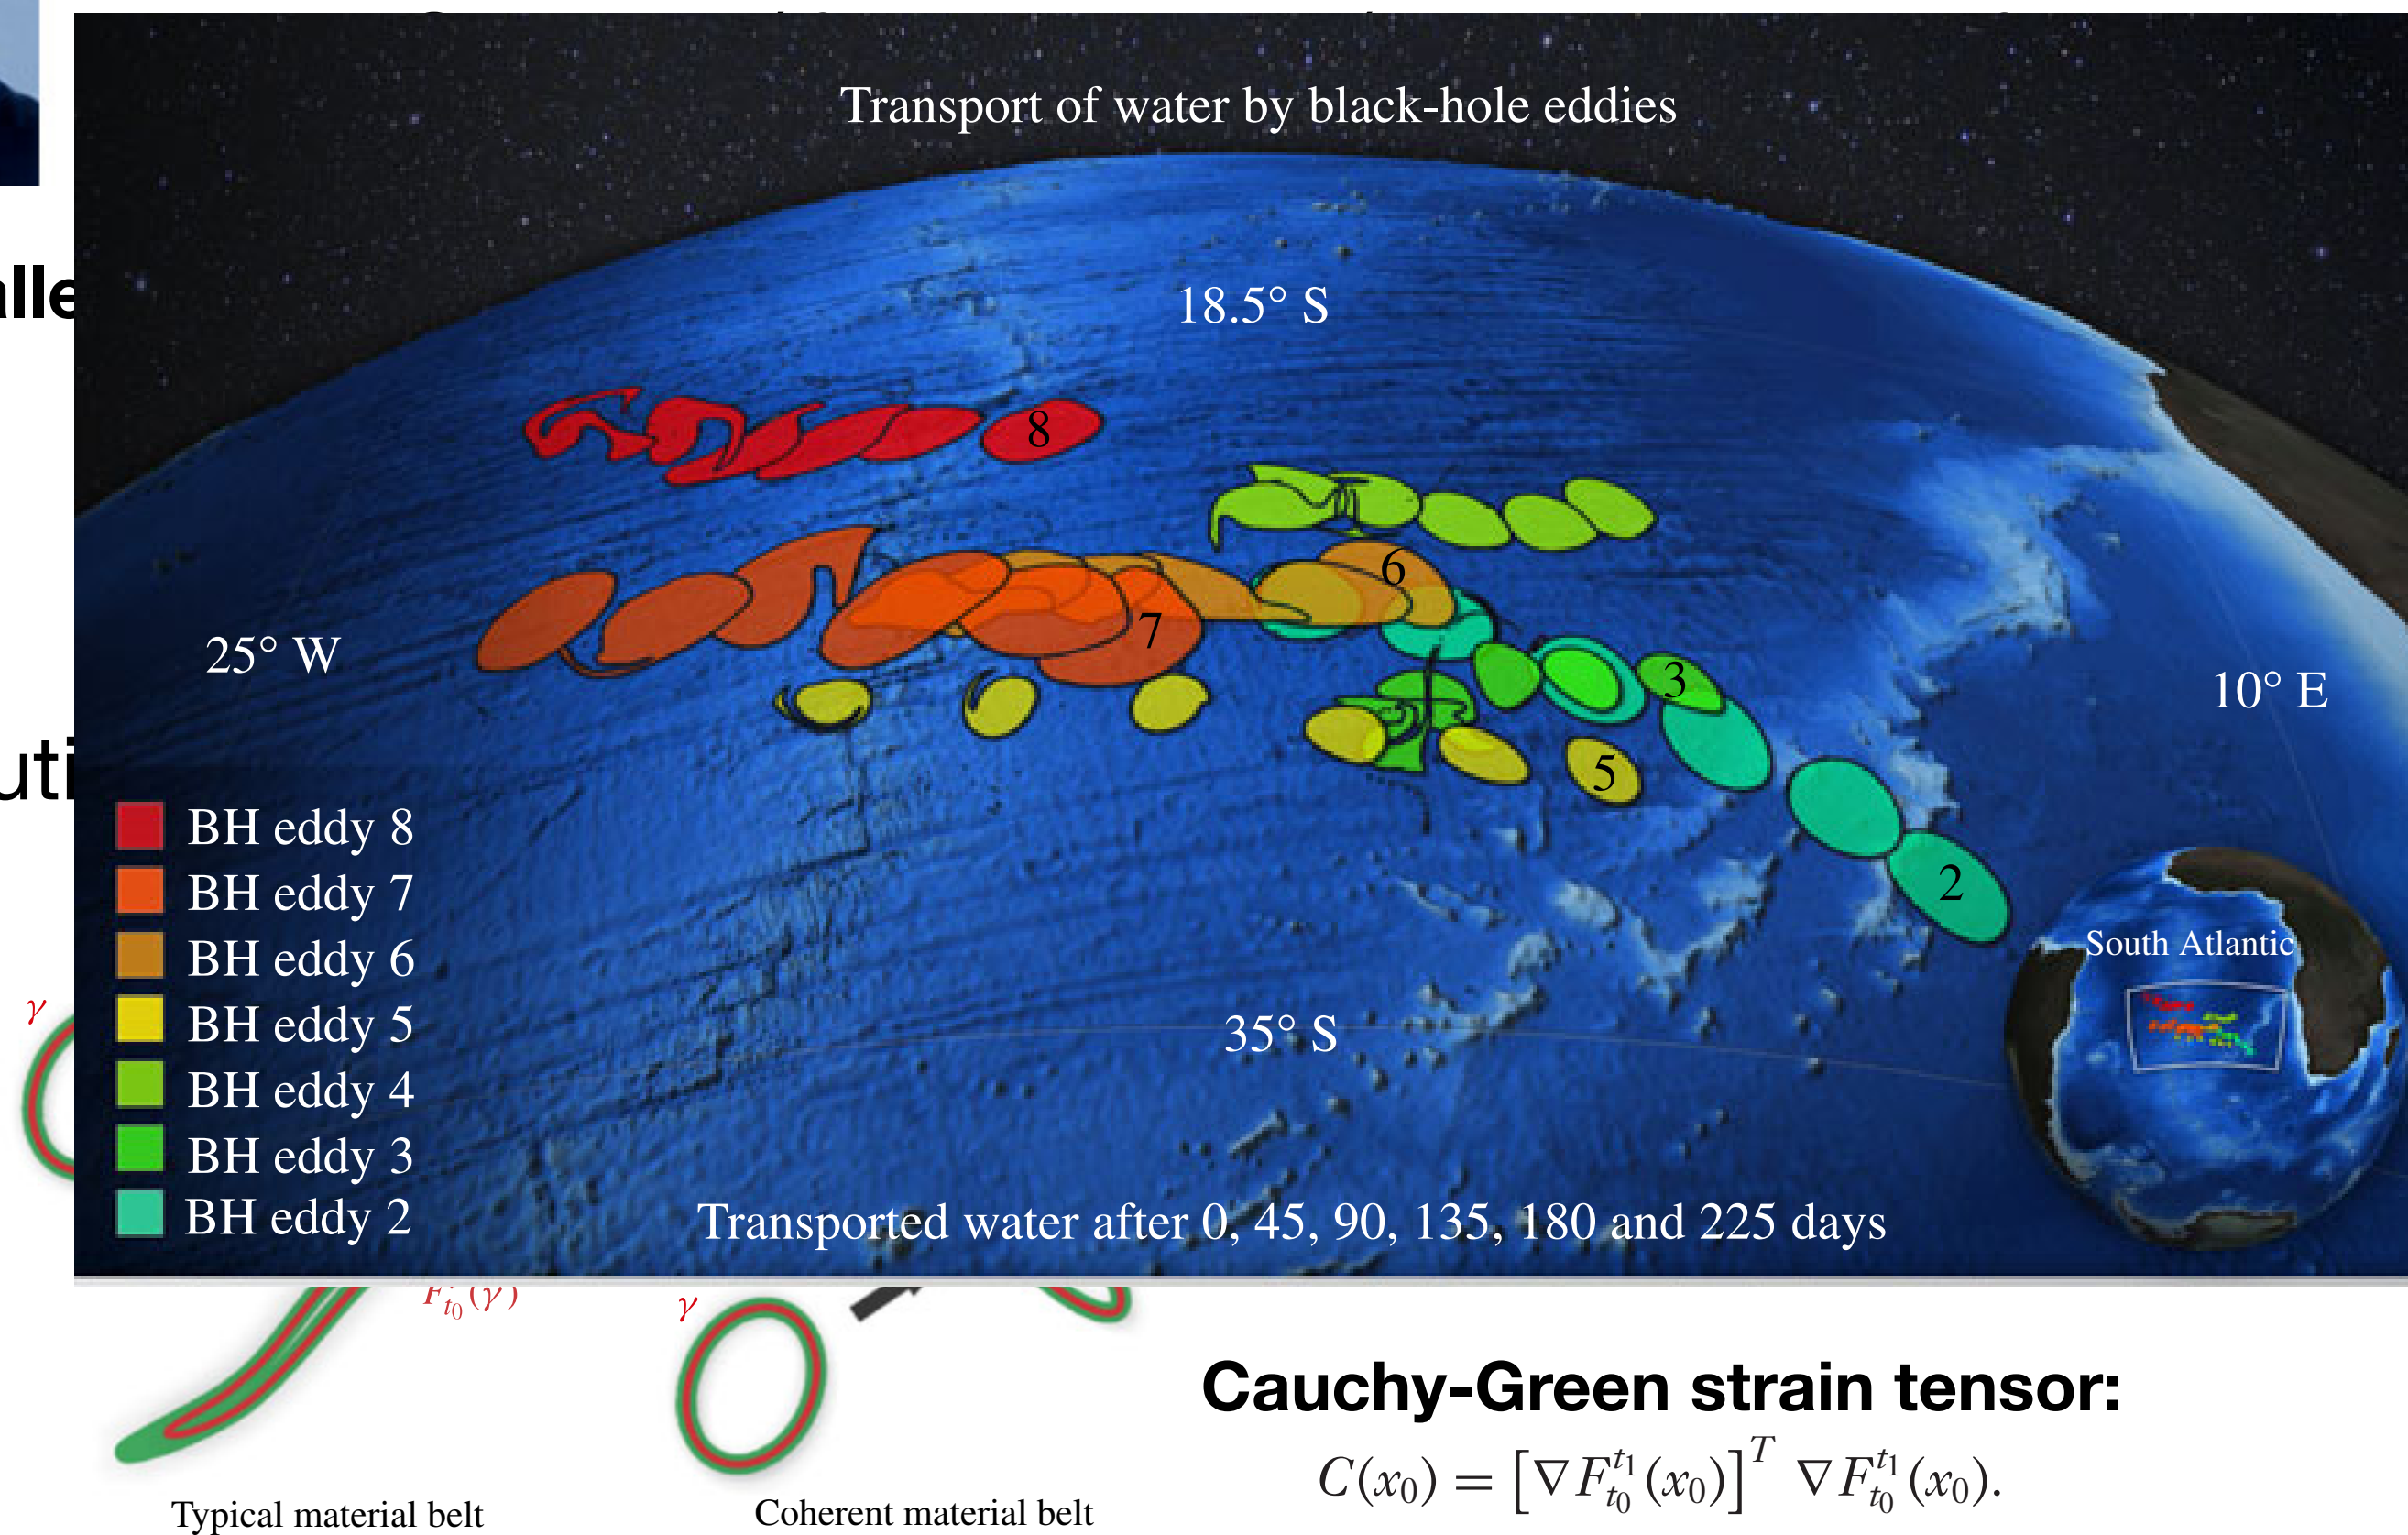 Transport of water by black-hole eddies
18.5° S
8
6
7
25° W
3
10° E
5
2
BH eddy 8
BH eddy 7
BH eddy 6
BH eddy 5
BH eddy 4
BH eddy 3
BH eddy 2
South Atlantic
35° S
Transported water after 0, 45, 90, 135, 180 and 225 days
γ
γ
Cauchy-Green strain tensor:
C(x₀) = [∇F_{t₀}^{t₁}(x₀)]^T ∇F_{t₀}^{t₁}(x₀).
Typical material belt
Coherent material belt